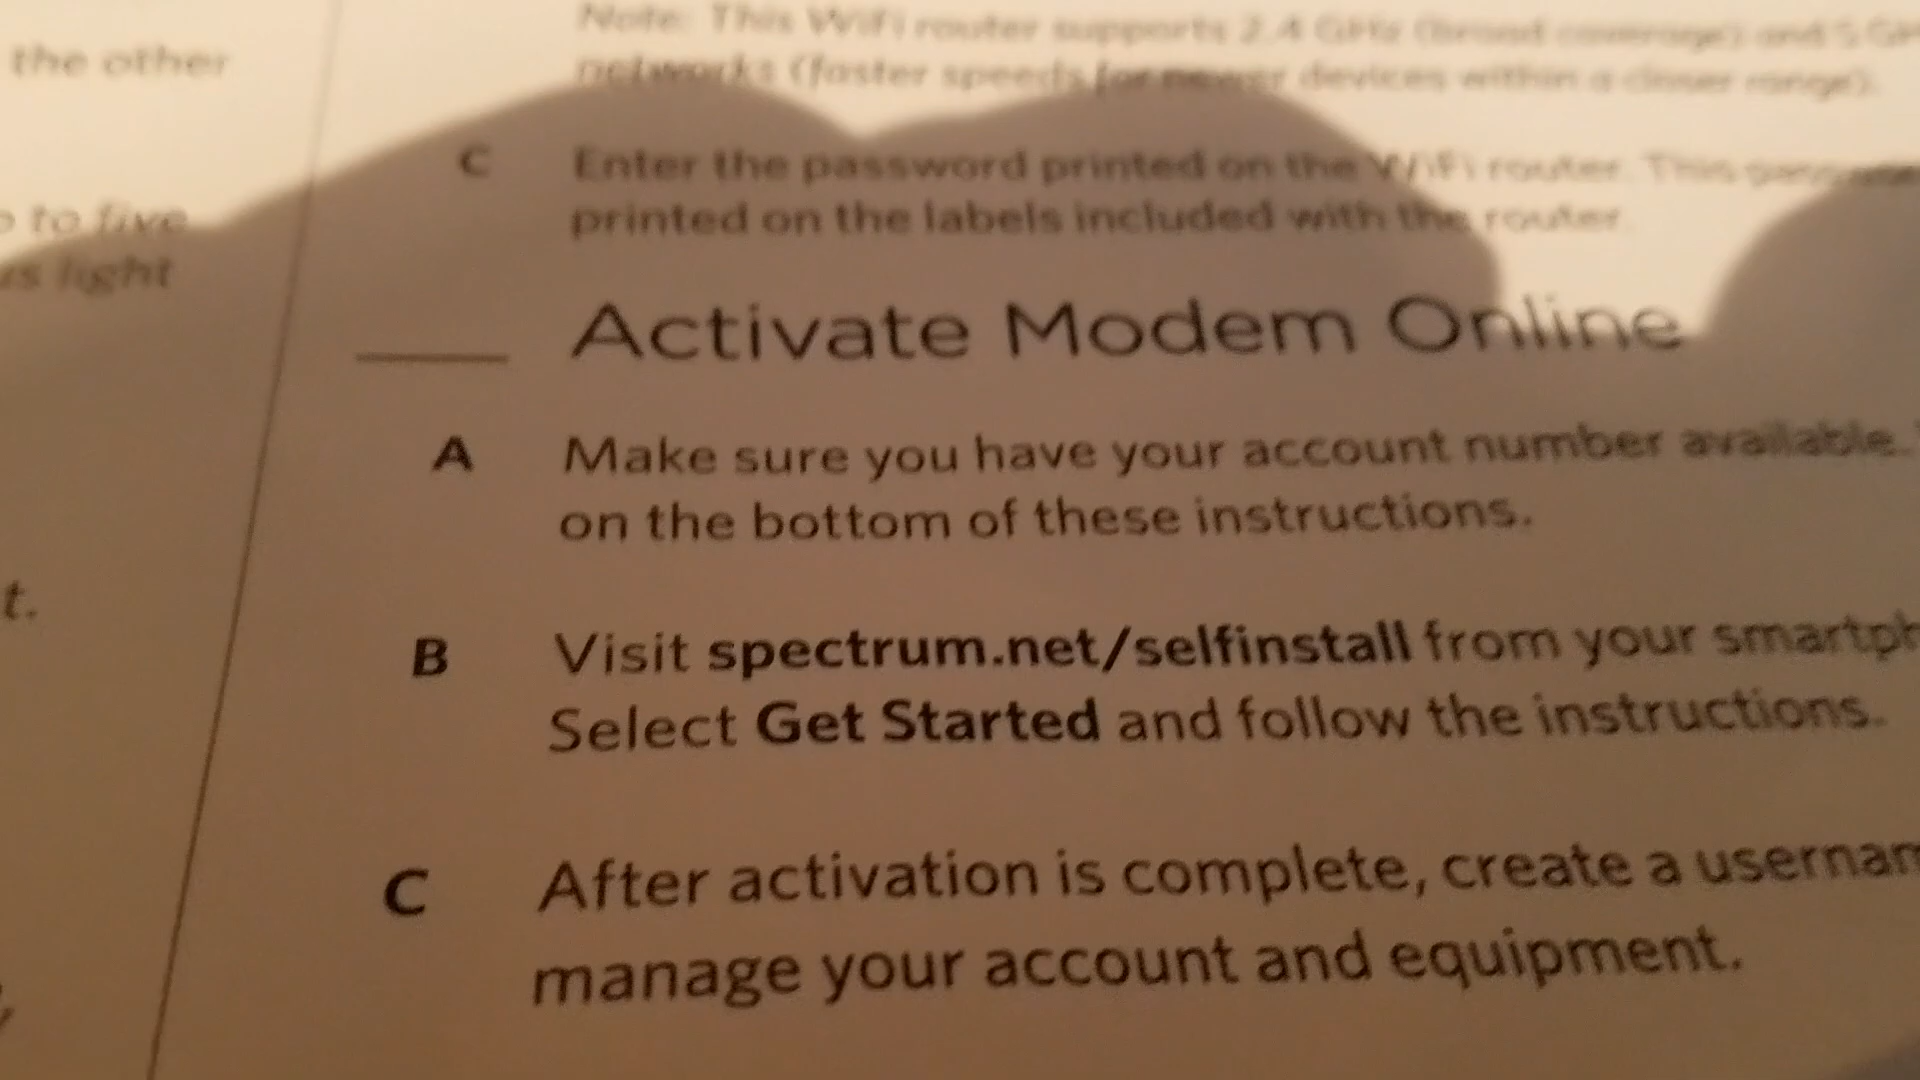 the other
to five
light
t.
Note: This WiFi router supports 2.4 GHz (broad coverage) and 5
networks (faster speeds for newer devices within a closer range).
C Enter the password printed on the WiFi router. This
printed on the labels included with the router.
Activate Modem Online
A Make sure you have your account number available.
on the bottom of these instructions.
B Visit spectrum.net/selfinstall from your smartph
Select Get Started and follow the instructions.
C After activation is complete, create a usernam
manage your account and equipment.